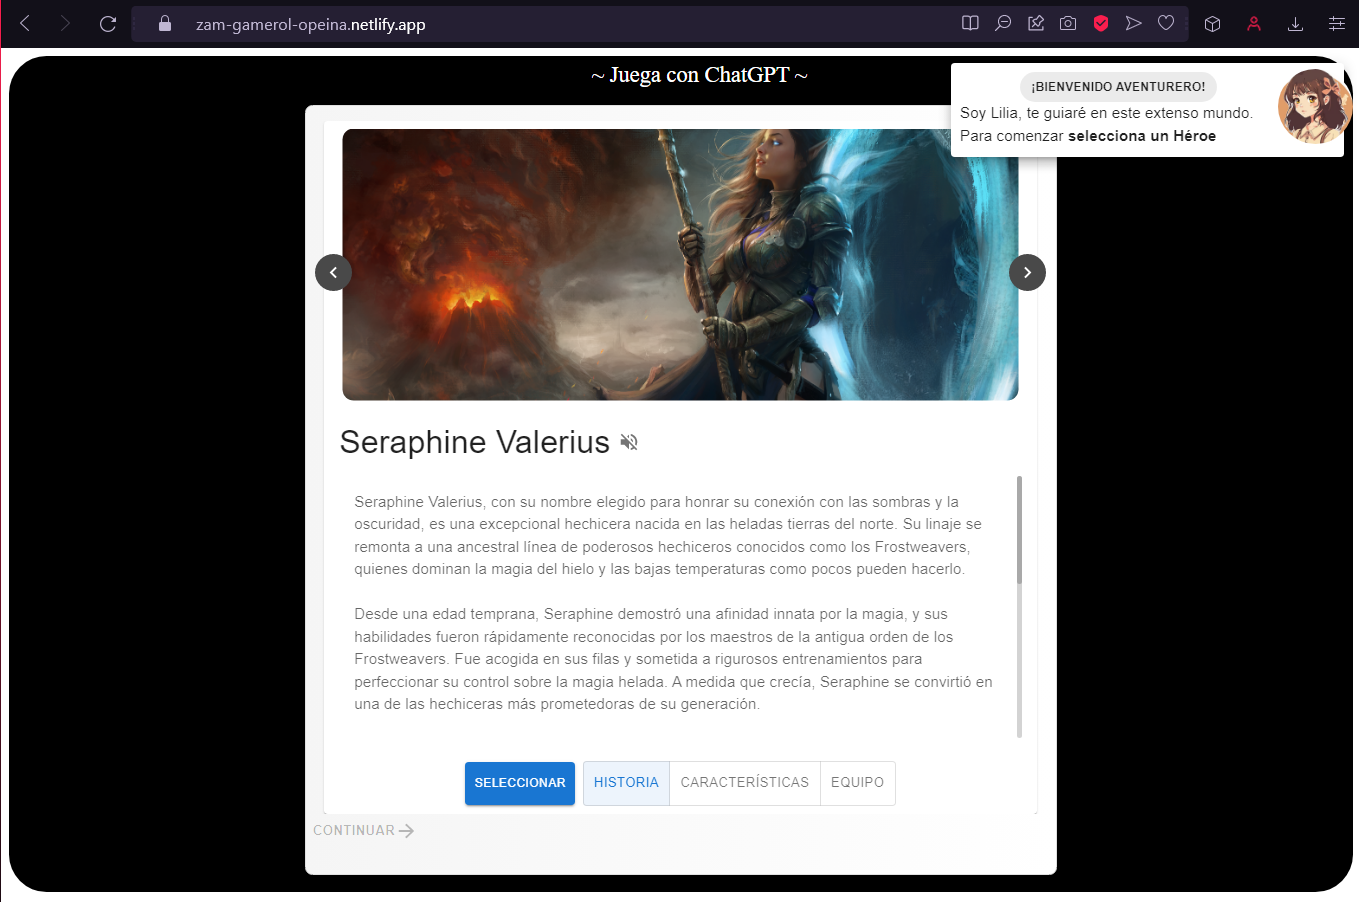 zam-gamerol-opeina.netlify.app
~ Juega con ChatGPT ~
¡BIENVENIDO AVENTURERO!
Soy Lilia, te guiaré en este extenso mundo.
Para comenzar selecciona un Héroe
Seraphine Valerius
Seraphine Valerius, con su nombre elegido para honrar su conexión con las sombras y la
oscuridad, es una excepcional hechicera nacida en las heladas tierras del norte. Su linaje se
remonta a una ancestral línea de poderosos hechiceros conocidos como los Frostweavers,
quienes dominan la magia del hielo y las bajas temperaturas como pocos pueden hacerlo.
Desde una edad temprana, Seraphine demostró una afinidad innata por la magia, y sus
habilidades fueron rápidamente reconocidas por los maestros de la antigua orden de los
Frostweavers. Fue acogida en sus filas y sometida a rigurosos entrenamientos para
perfeccionar su control sobre la magia helada. A medida que crecía, Seraphine se convirtió en
una de las hechiceras más prometedoras de su generación.
SELECCIONAR HISTORIA CARACTERÍSTICAS EQUIPO
CONTINUAR